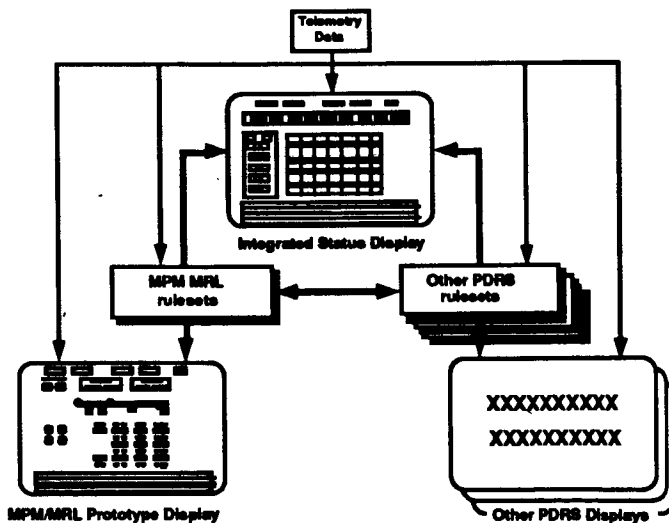 Telemetry
Data
Integrated Status Display
MPM MRL
rulesets
Other PDRS
rulesets
XXXXXXXXXX
XXXXXXXXXX
MPM/MRL Prototype Display
Other PDRS Displays